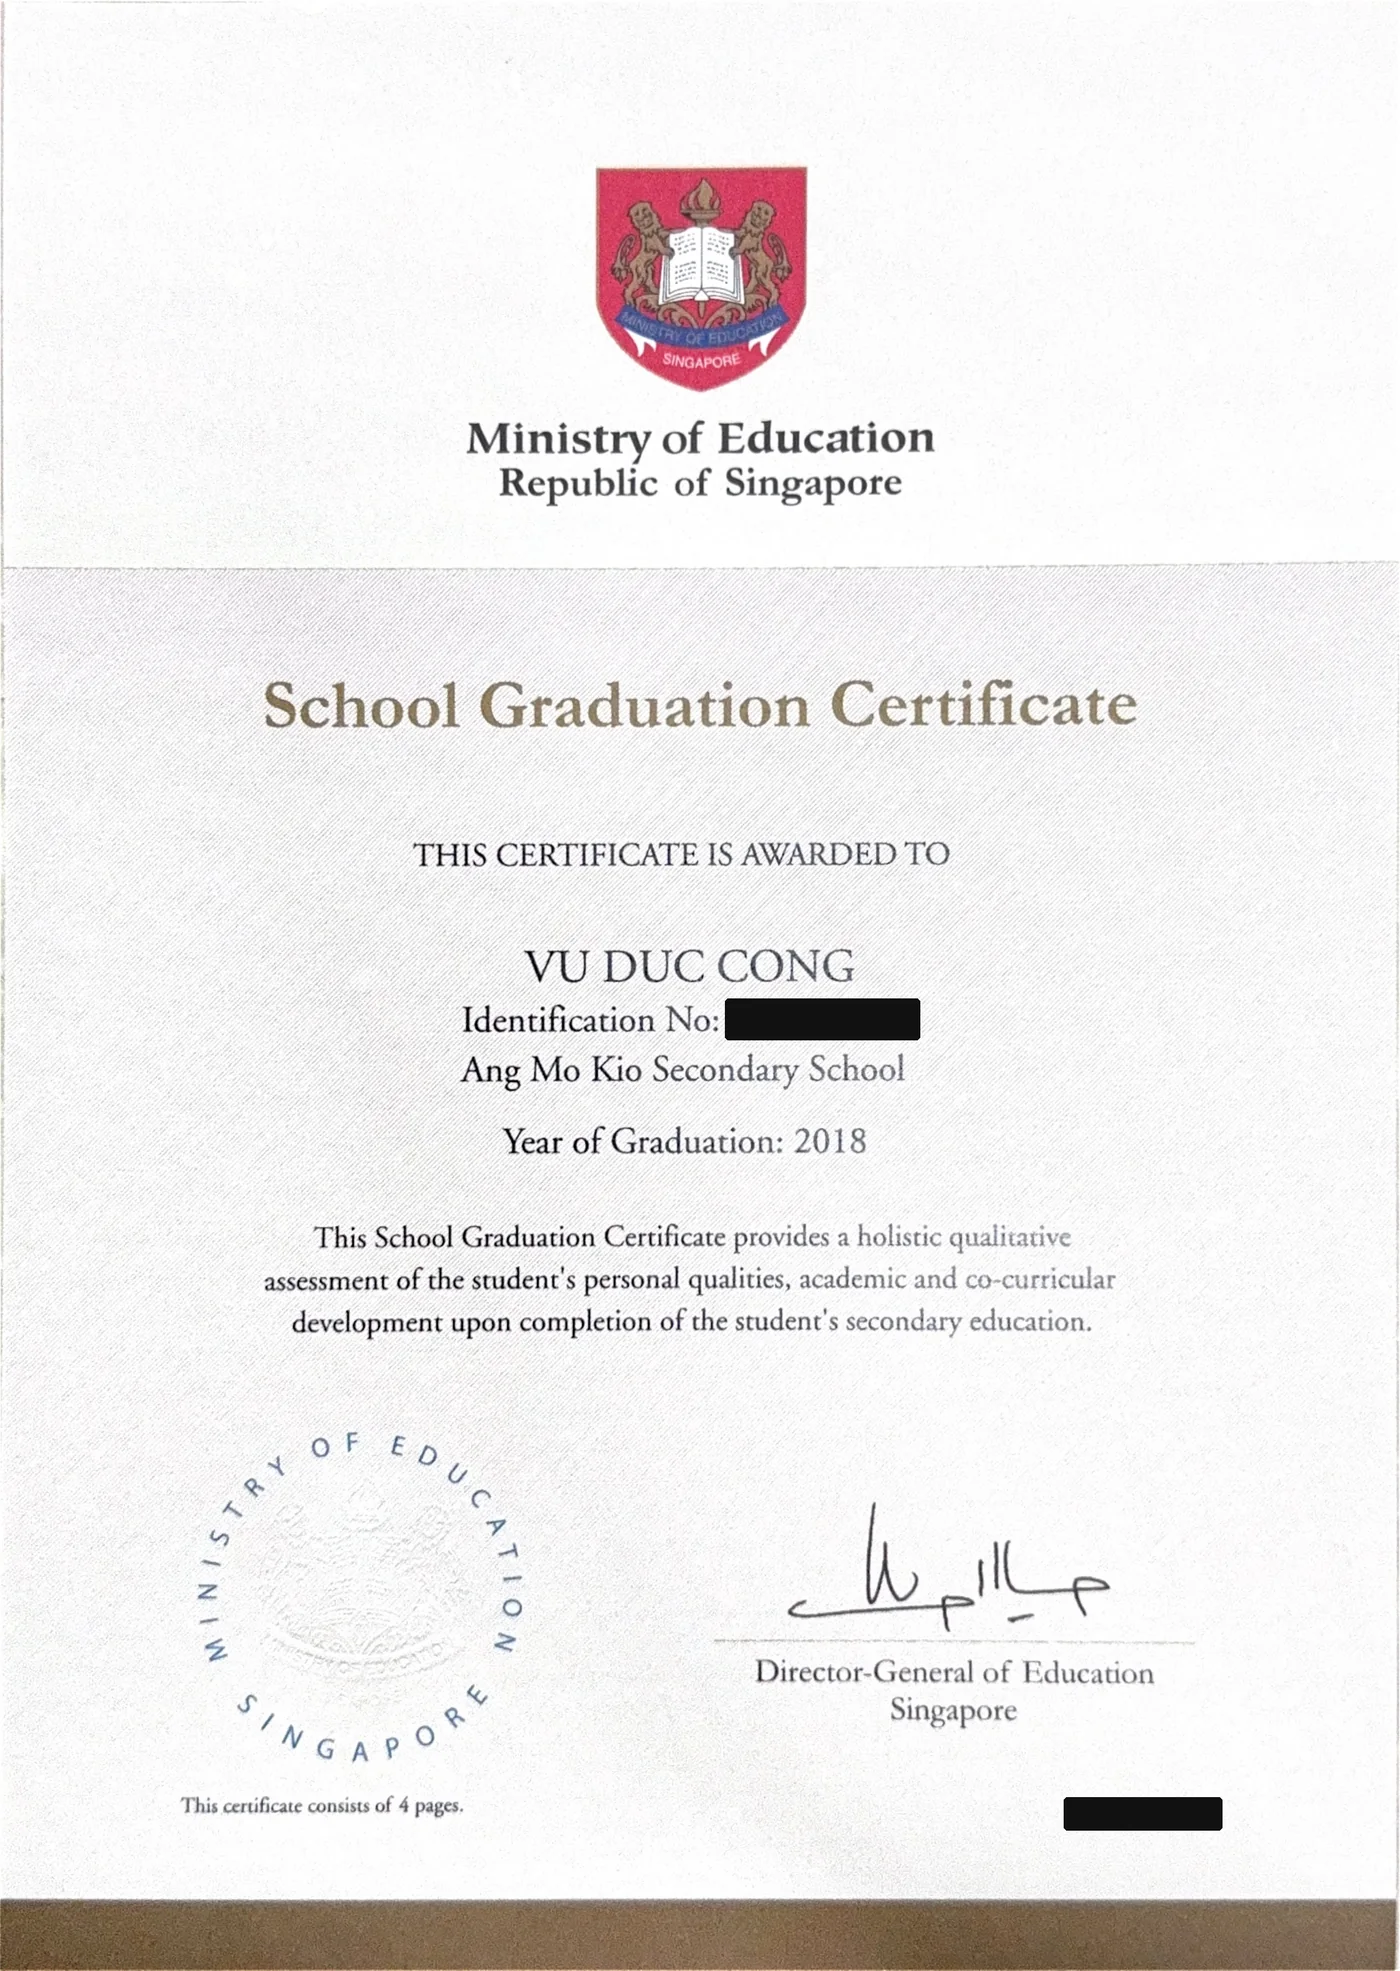 MINISTRY OF EDUCATION
SINGAPORE
Ministry of Education
Republic of Singapore
School Graduation Certificate
THIS CERTIFICATE IS AWARDED TO
VU DUC CONG
Identification No:
Ang Mo Kio Secondary School
Year of Graduation: 2018
This School Graduation Certificate provides a holistic qualitative
assessment of the student's personal qualities, academic and co-curricular
development upon completion of the student's secondary education.
MINISTRY OF EDUCATION
SINGAPORE
Director-General of Education
Singapore
This certificate consists of 4 pages.